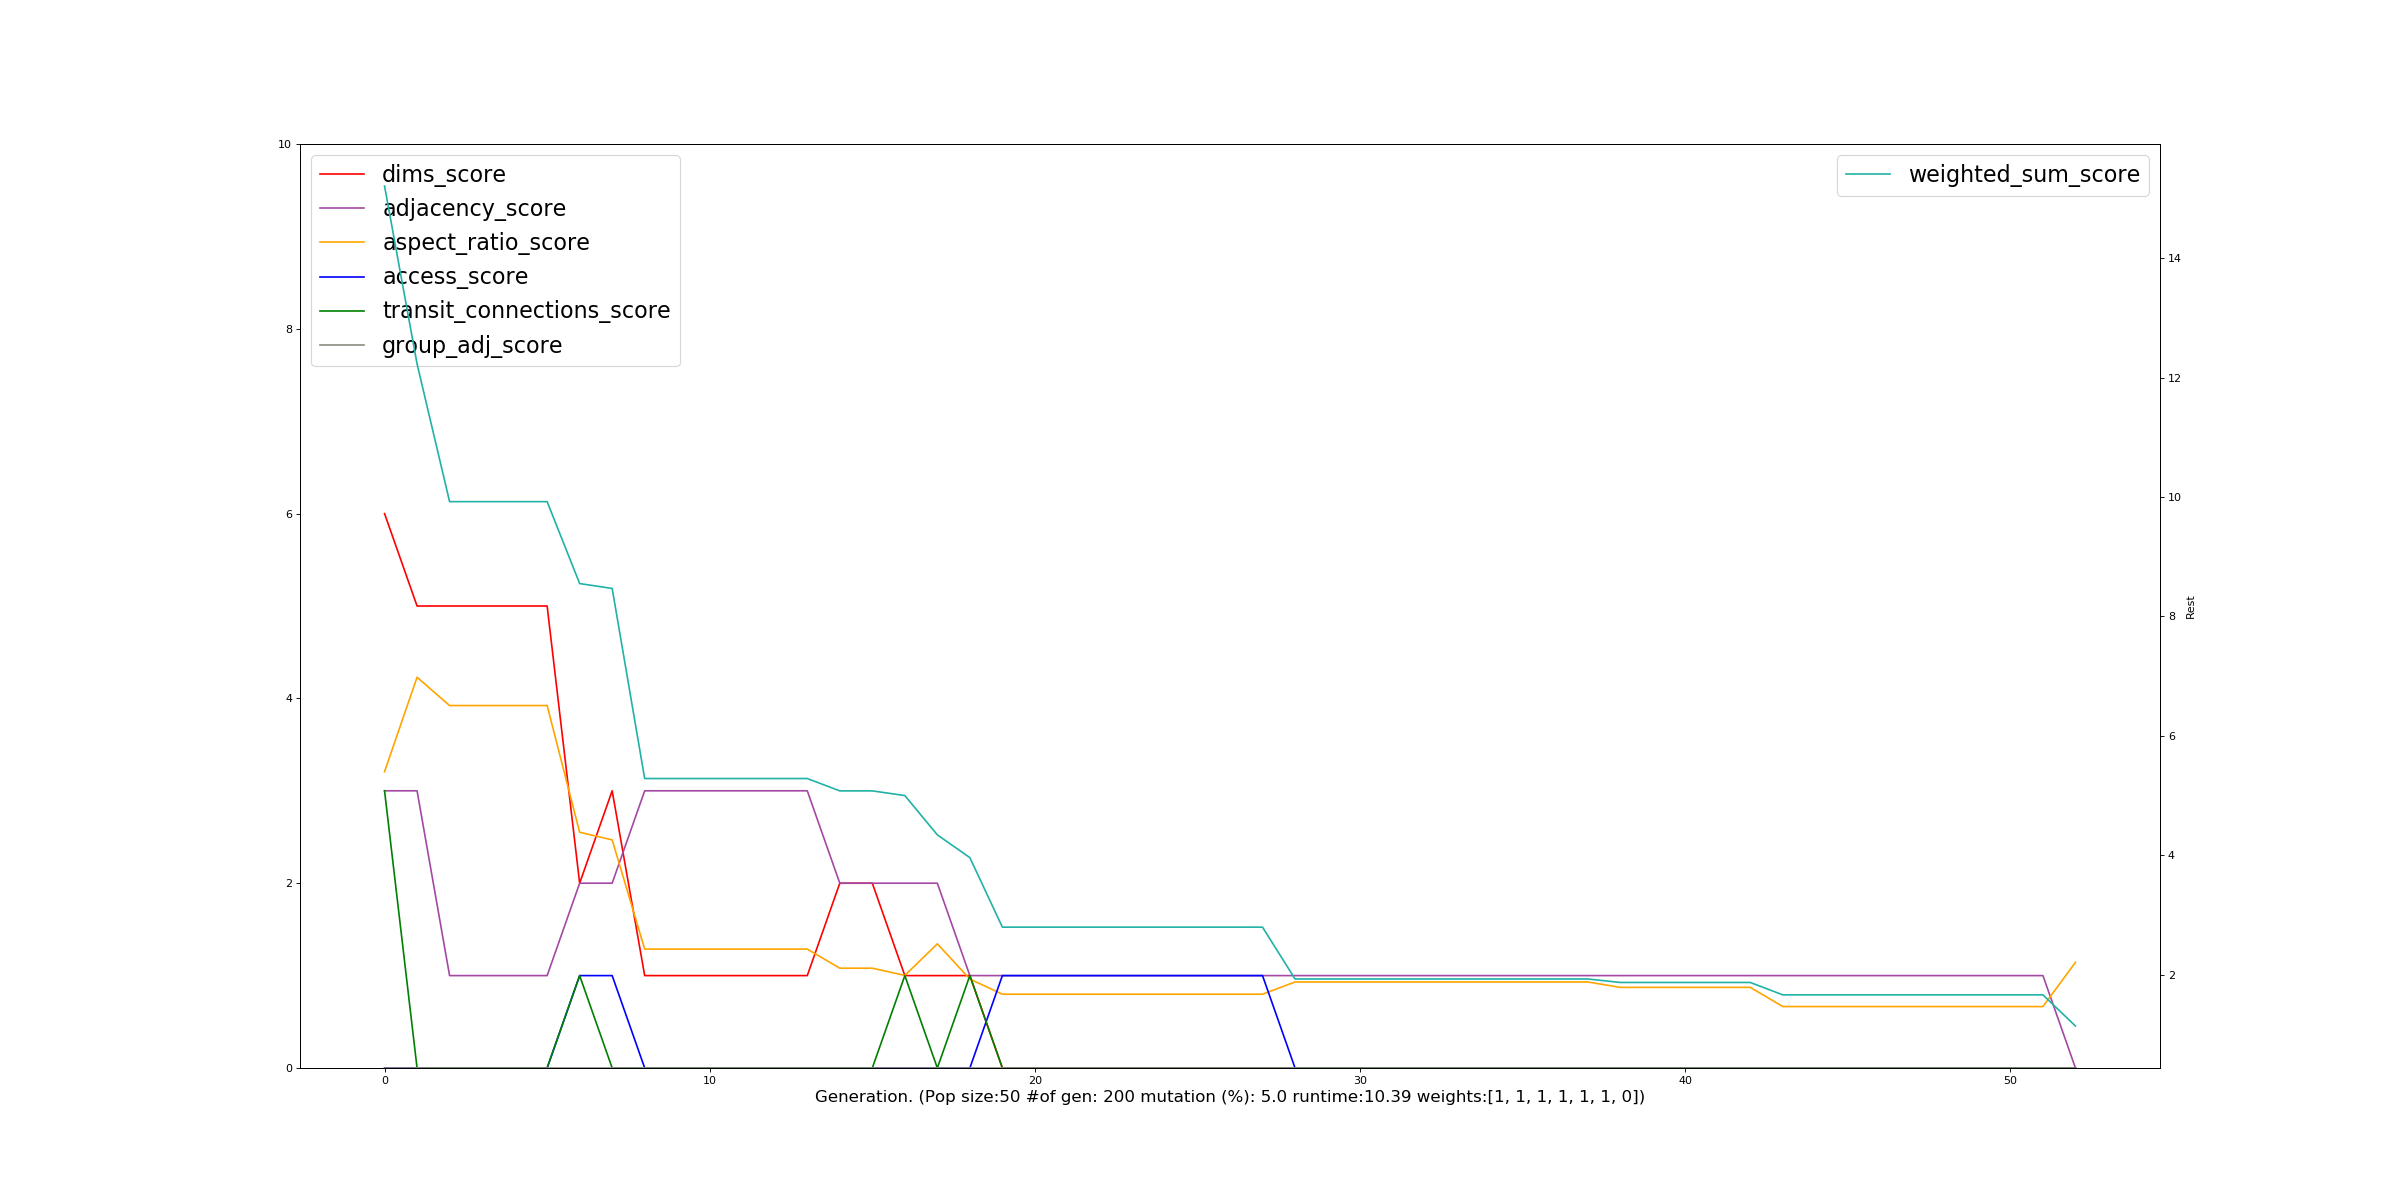 10
8
6
4
2
0
dims_score
adjacency_score
aspect_ratio_score
access_score
transit_connections_score
group_adj_score
weighted_sum_score
14
12
10
8
6
4
2
Rest
0 10 20 30 40 50
Generation. (Pop size:50 #of gen: 200 mutation (%): 5.0 runtime:10.39 weights:[1, 1, 1, 1, 1, 1, 0])